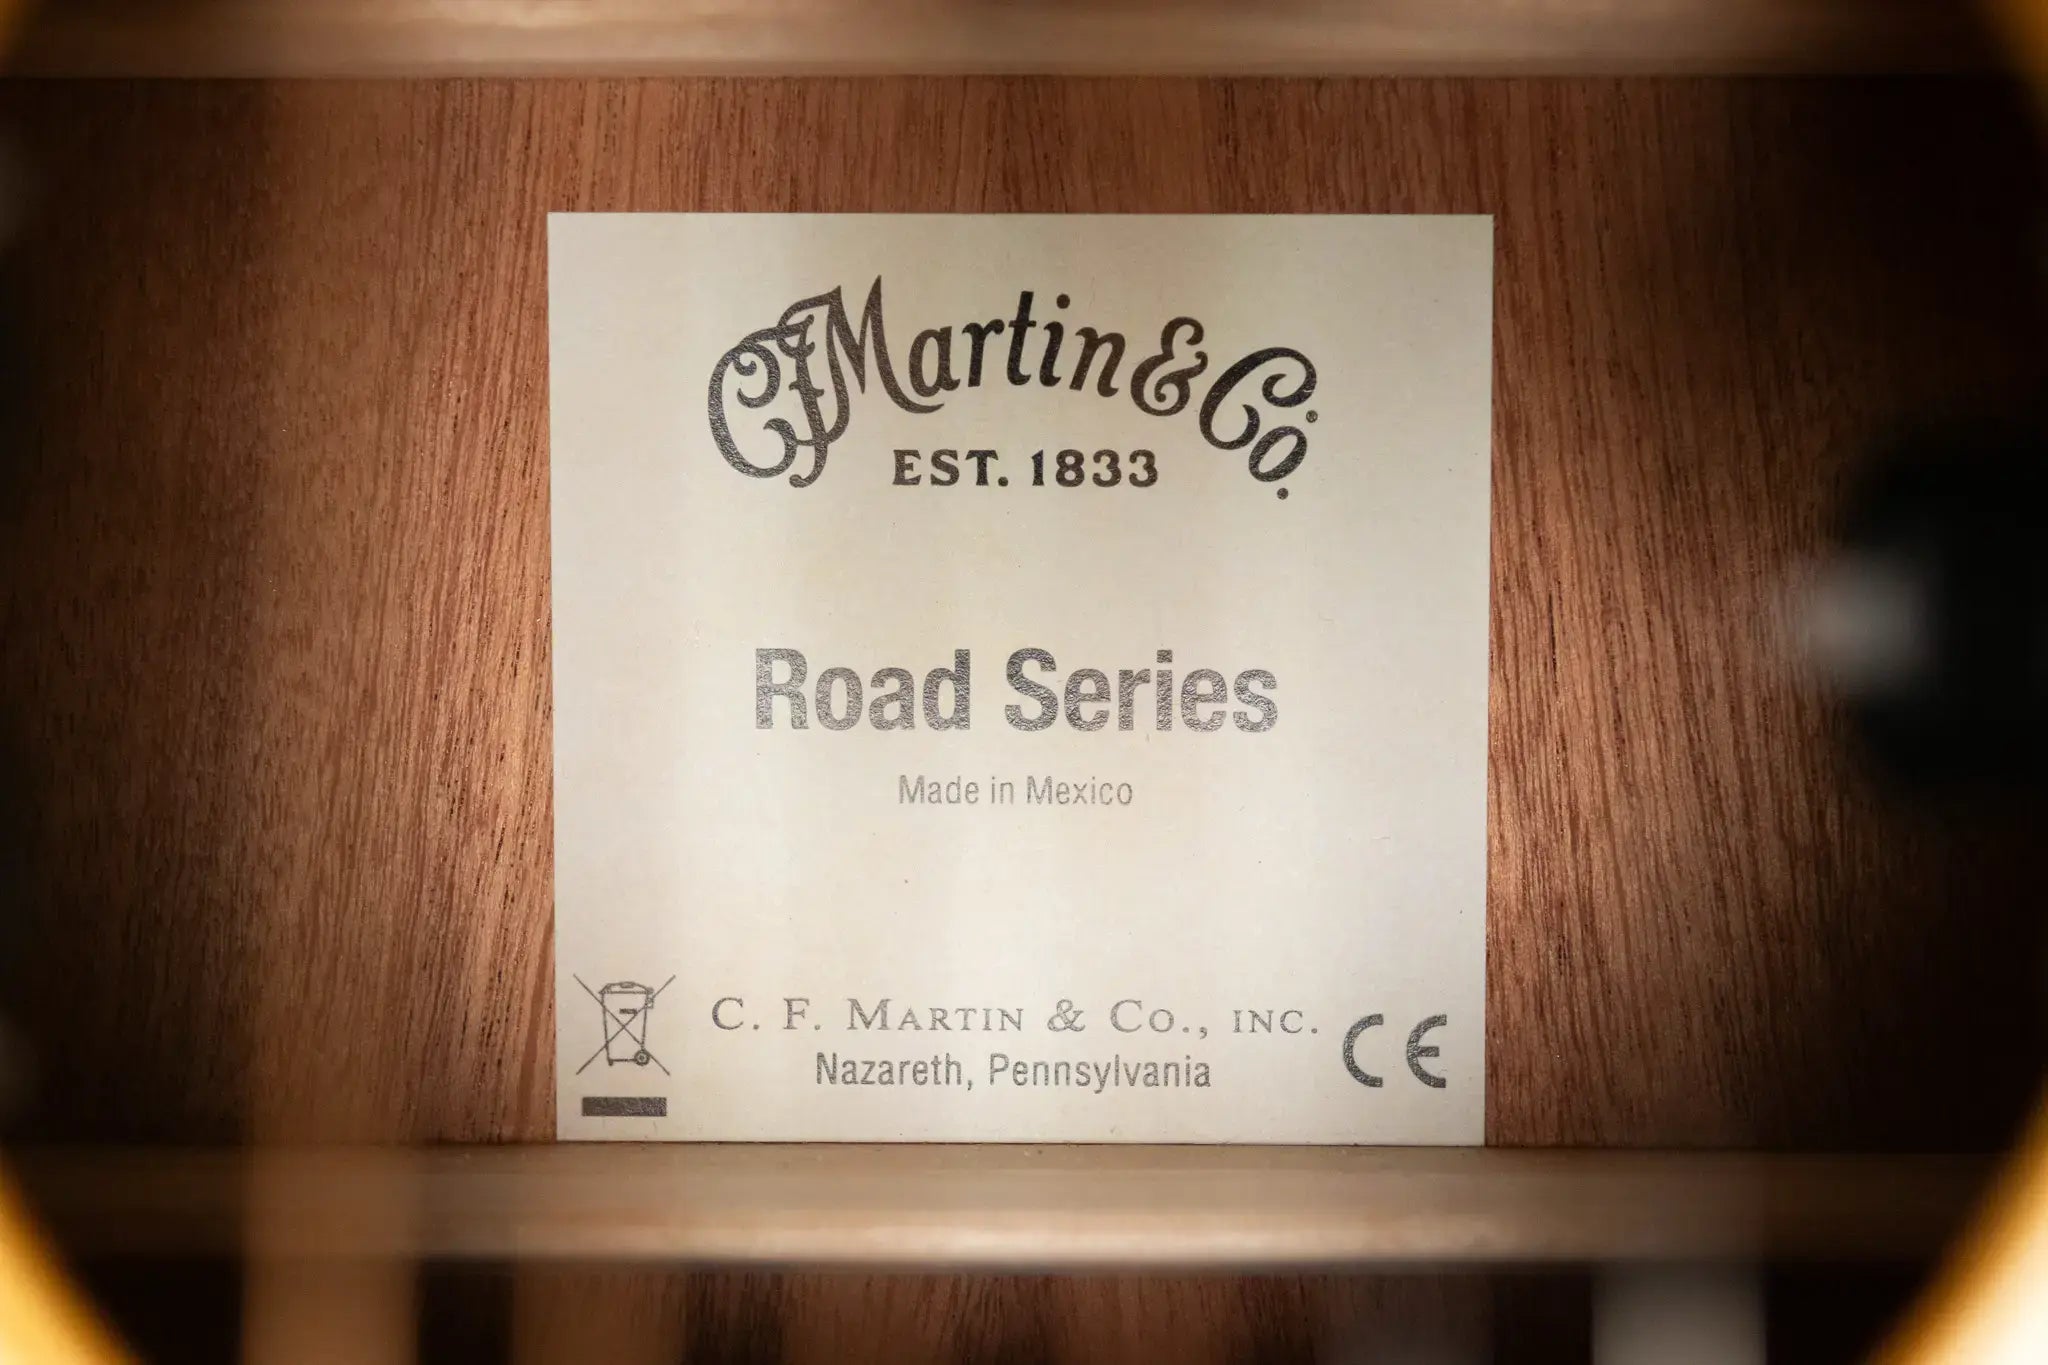 CFMartin & Co.
EST. 1833
Road Series
Made in Mexico
C. F. MARTIN & CO., INC.
Nazareth, Pennsylvania
CE